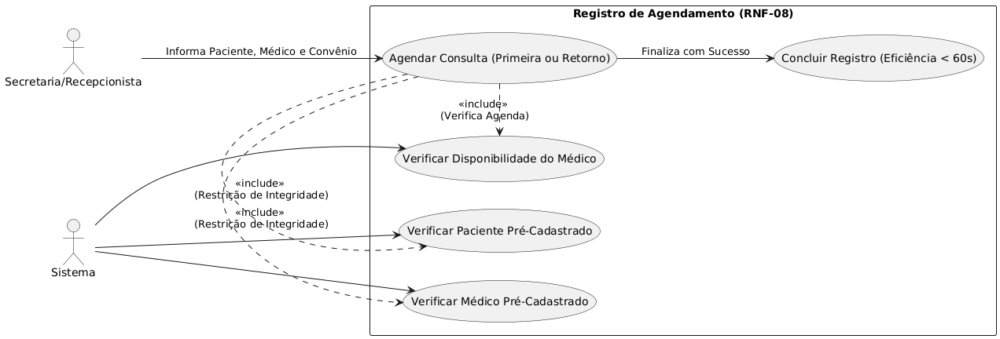 Registro de Agendamento (RNF-08)
Secretaria/Recepcionista
Informa Paciente, Médico e Convênio
Agendar Consulta (Primeira ou Retorno)
Finaliza com Sucesso
Concluir Registro (Eficiência < 60s)
«include»
(Verifica Agenda)
Verificar Disponibilidade do Médico
«include»
(Restrição de Integridade)
«include»
(Restrição de Integridade)
Verificar Paciente Pré-Cadastrado
Sistema
Verificar Médico Pré-Cadastrado